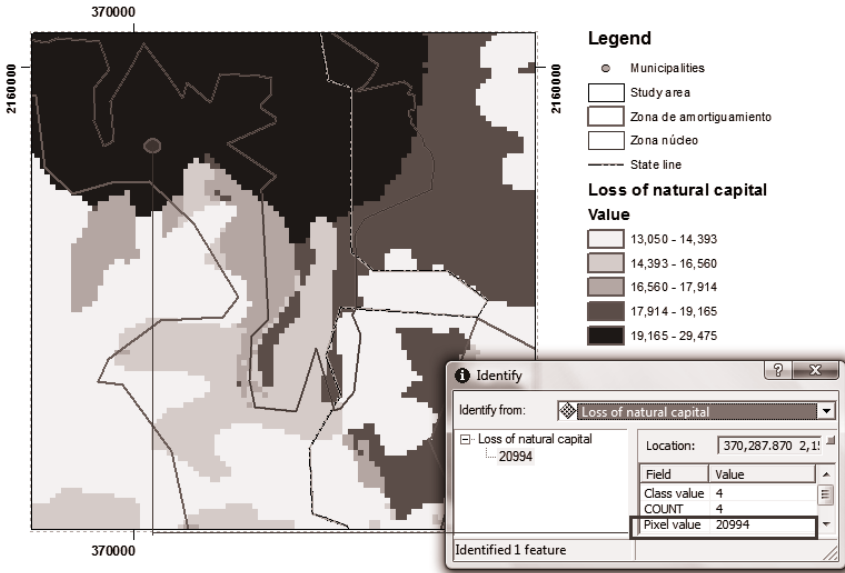 370000
2160000
2160000
370000
Legend
Municipalities
Study area
Zona de amortiguamiento
Zona núcleo
State line
Loss of natural capital
Value
13,050 - 14,393
14,393 - 16,560
16,560 - 17,914
17,914 - 19,165
19,165 - 29,475
Identify
Identify from: Loss of natural capital
Loss of natural capital
20994
Location: 370,287.870 2,15
Field Value
Class value 4
COUNT 4
Pixel value 20994
Identified 1 feature